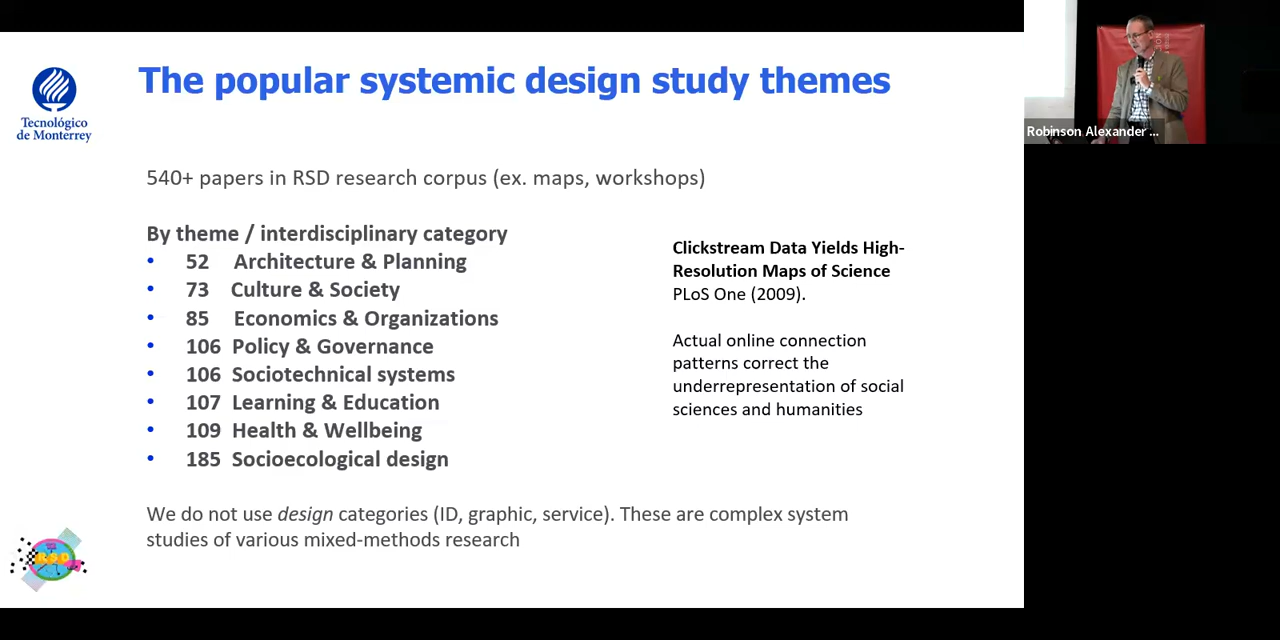 The popular systemic design study themes
Tecnológico
de Monterrey
540+ papers in RSD research corpus (ex. maps, workshops)
By theme / interdisciplinary category
• 52 Architecture & Planning
• 73 Culture & Society
• 85 Economics & Organizations
• 106 Policy & Governance
• 106 Sociotechnical systems
• 107 Learning & Education
• 109 Health & Wellbeing
• 185 Socioecological design
Clickstream Data Yields High-
Resolution Maps of Science
PLoS One (2009).
Actual online connection
patterns correct the
underrepresentation of social
sciences and humanities
We do not use design categories (ID, graphic, service). These are complex system
studies of various mixed-methods research
RSD
Robinson Alexander ...